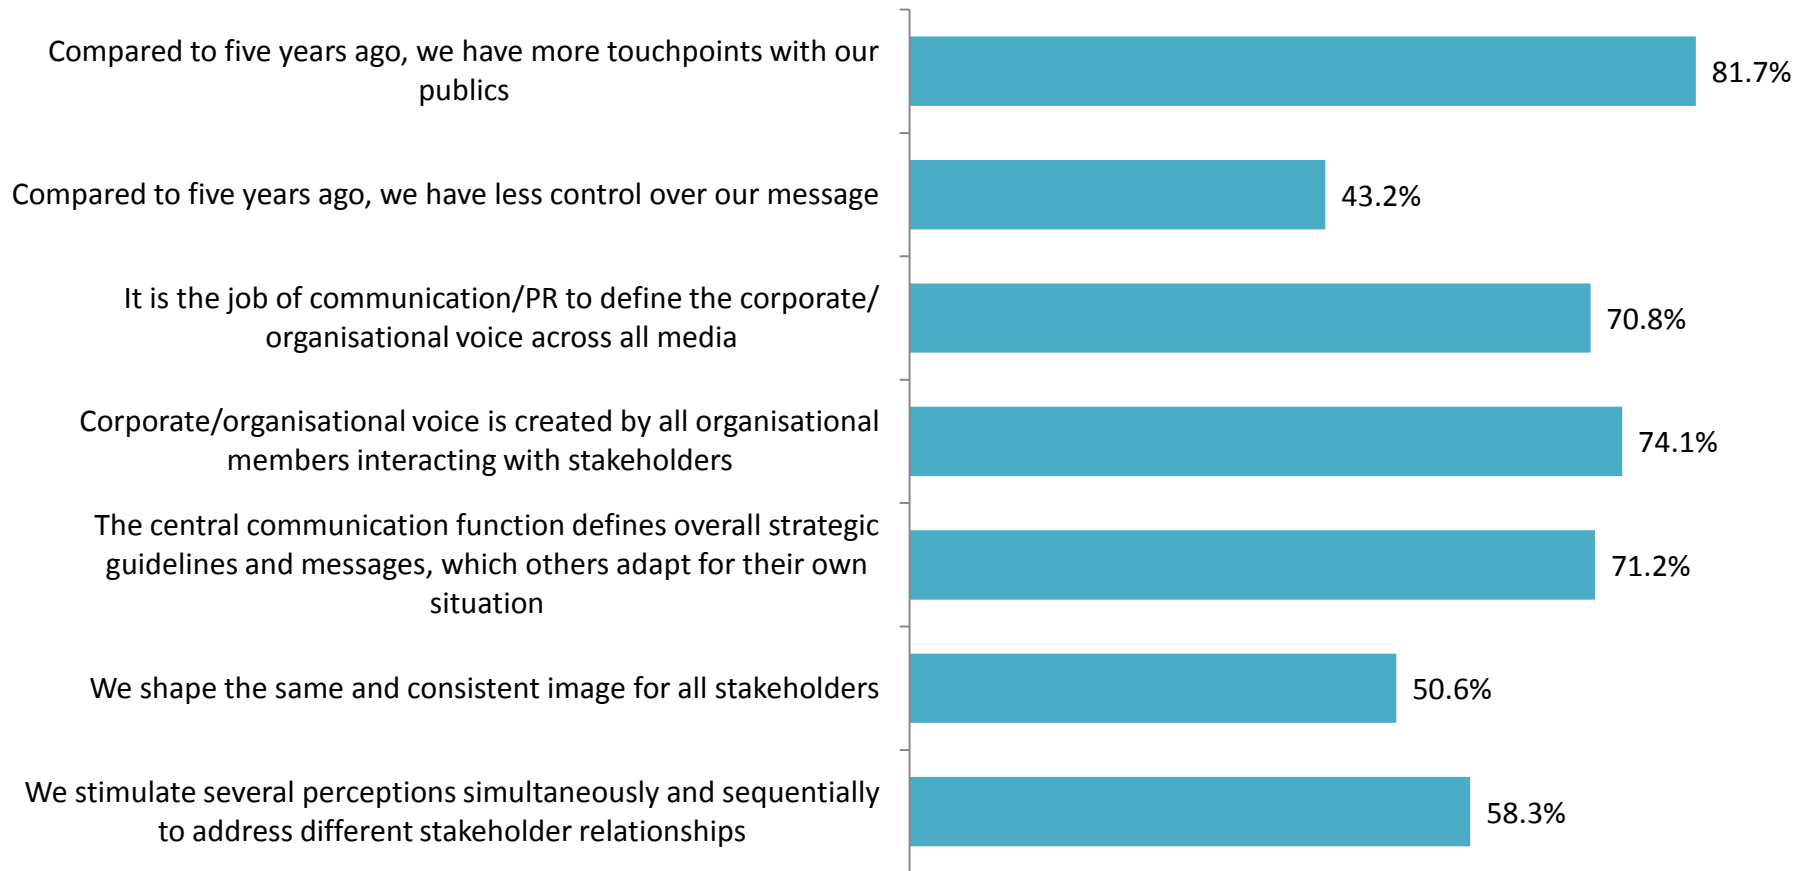 Compared to five years ago, we have more touchpoints with our
publics
81.7%
Compared to five years ago, we have less control over our message
43.2%
It is the job of communication/PR to define the corporate/
organisational voice across all media
70.8%
Corporate/organisational voice is created by all organisational
members interacting with stakeholders
74.1%
The central communication function defines overall strategic
guidelines and messages, which others adapt for their own
situation
71.2%
We shape the same and consistent image for all stakeholders
50.6%
We stimulate several perceptions simultaneously and sequentially
to address different stakeholder relationships
58.3%